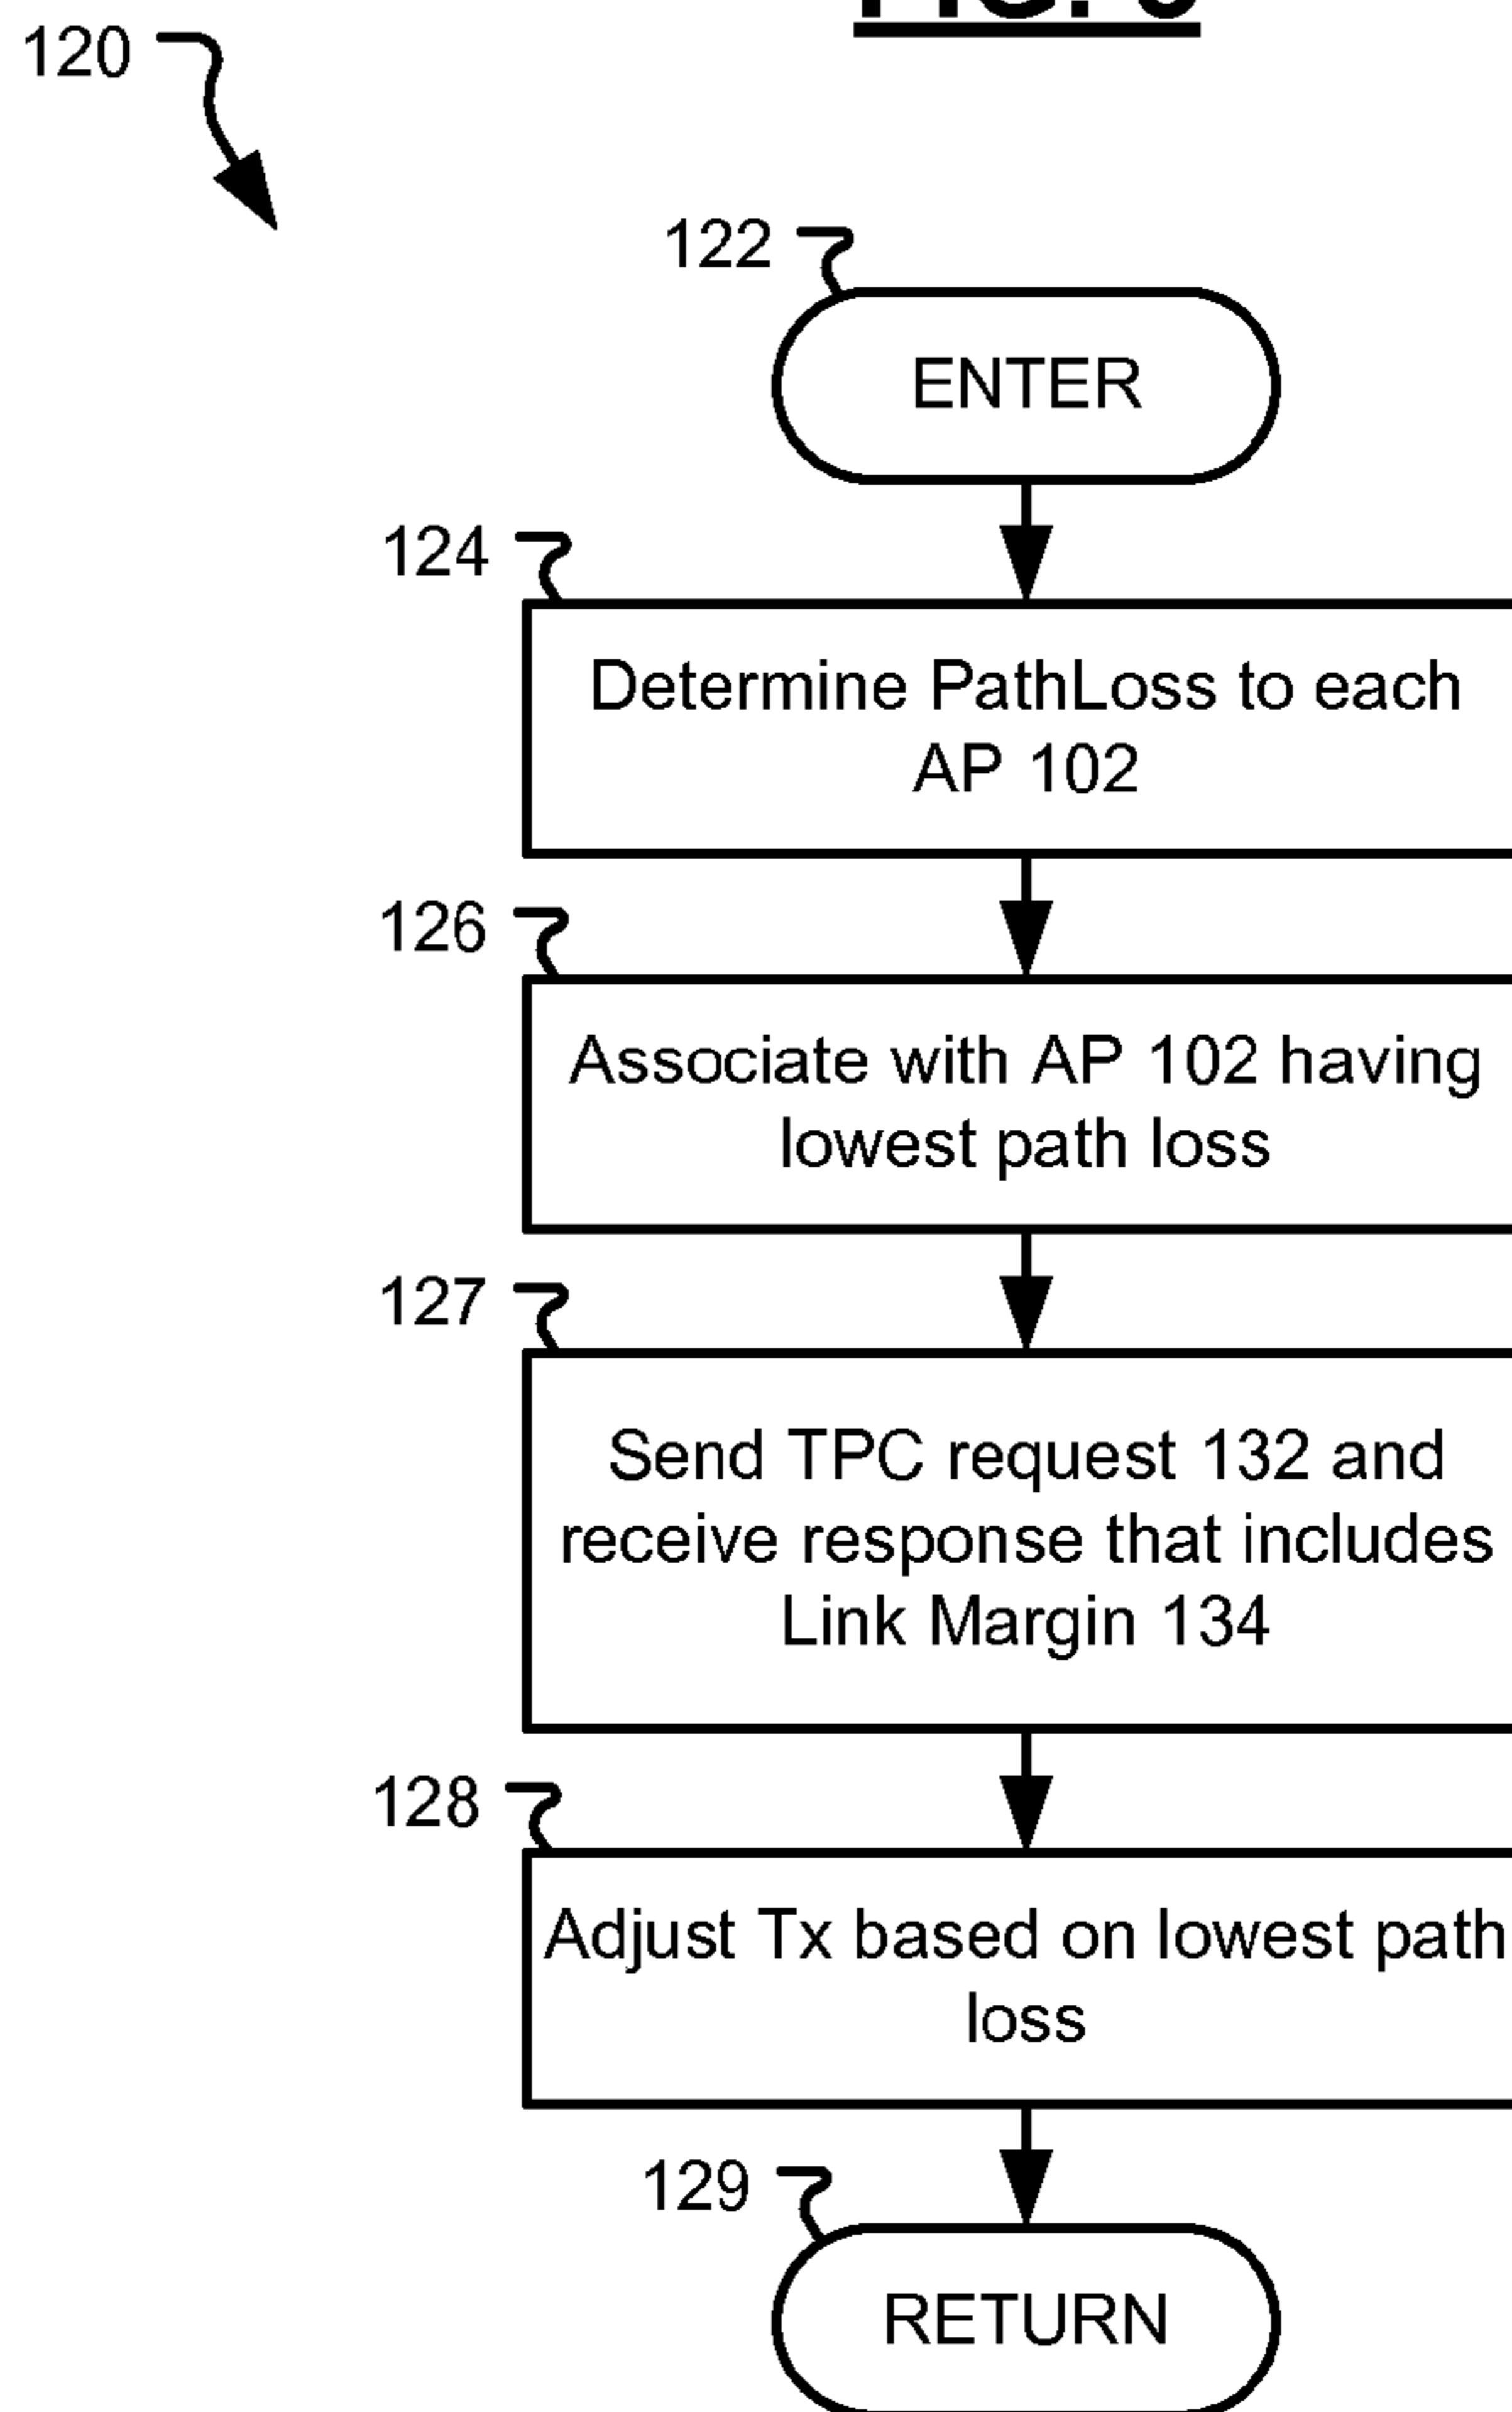 120
122
ENTER
124
Determine PathLoss to each
AP 102
126
Associate with AP 102 having
lowest path loss
127
Send TPC request 132 and
receive response that includes
Link Margin 134
128
Adjust Tx based on lowest path
loss
129
RETURN